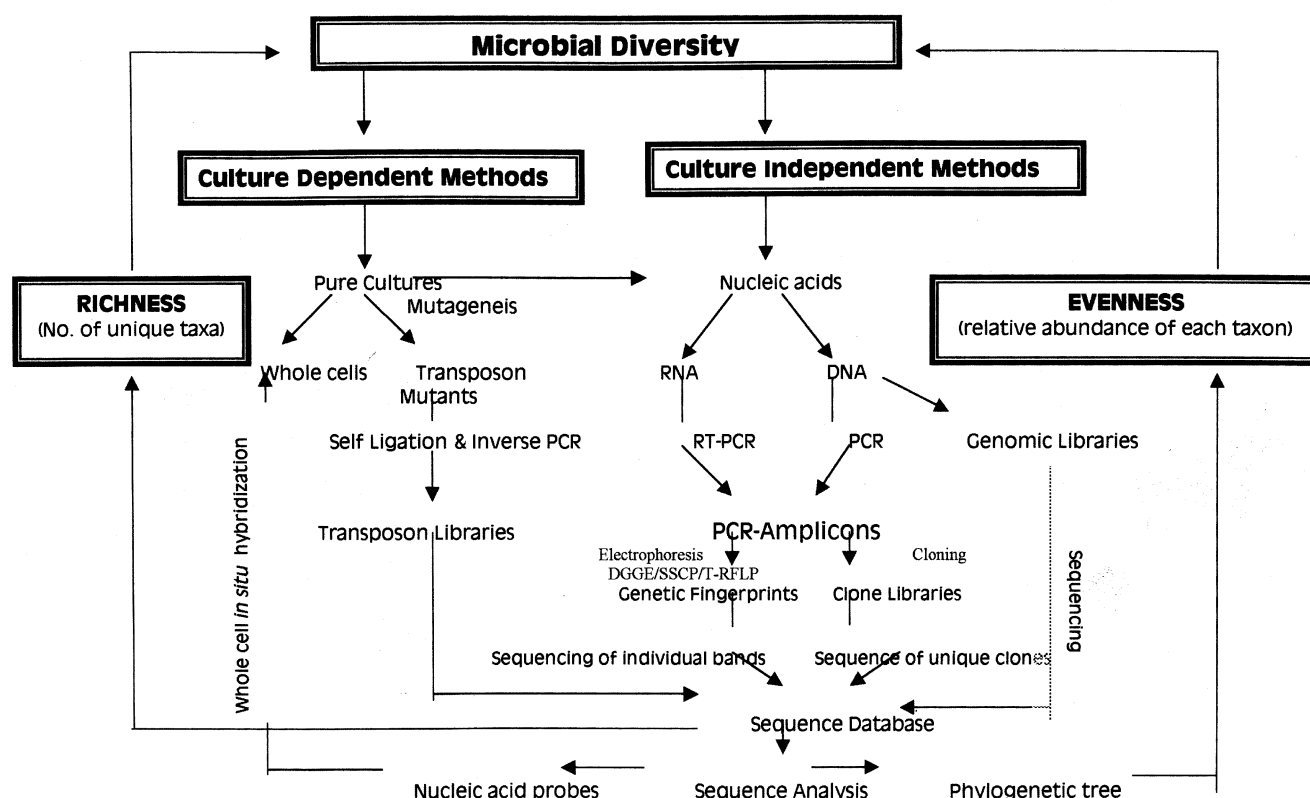 Microbial Diversity
Culture Dependent Methods
Culture Independent Methods
Pure Cultures
Mutageneis
Nucleic acids
RICHNESS
(No. of unique taxa)
EVENNESS
(relative abundance of each taxon)
Whole cells
Transposon
Mutants
RNA
DNA
Self Ligation & Inverse PCR
RT-PCR
PCR
Genomic Libraries
Whole cell in situ hybridization
Transposon Libraries
PCR-Amplicons
Electrophoresis
DGGE/SSCP/T-RFLP
Cloning
Genetic Fingerprints
Clone Libraries
Sequencing
Sequencing of individual bands
Sequence of unique clones
Sequence Database
Nucleic acid probes
Sequence Analysis
Phylogenetic tree